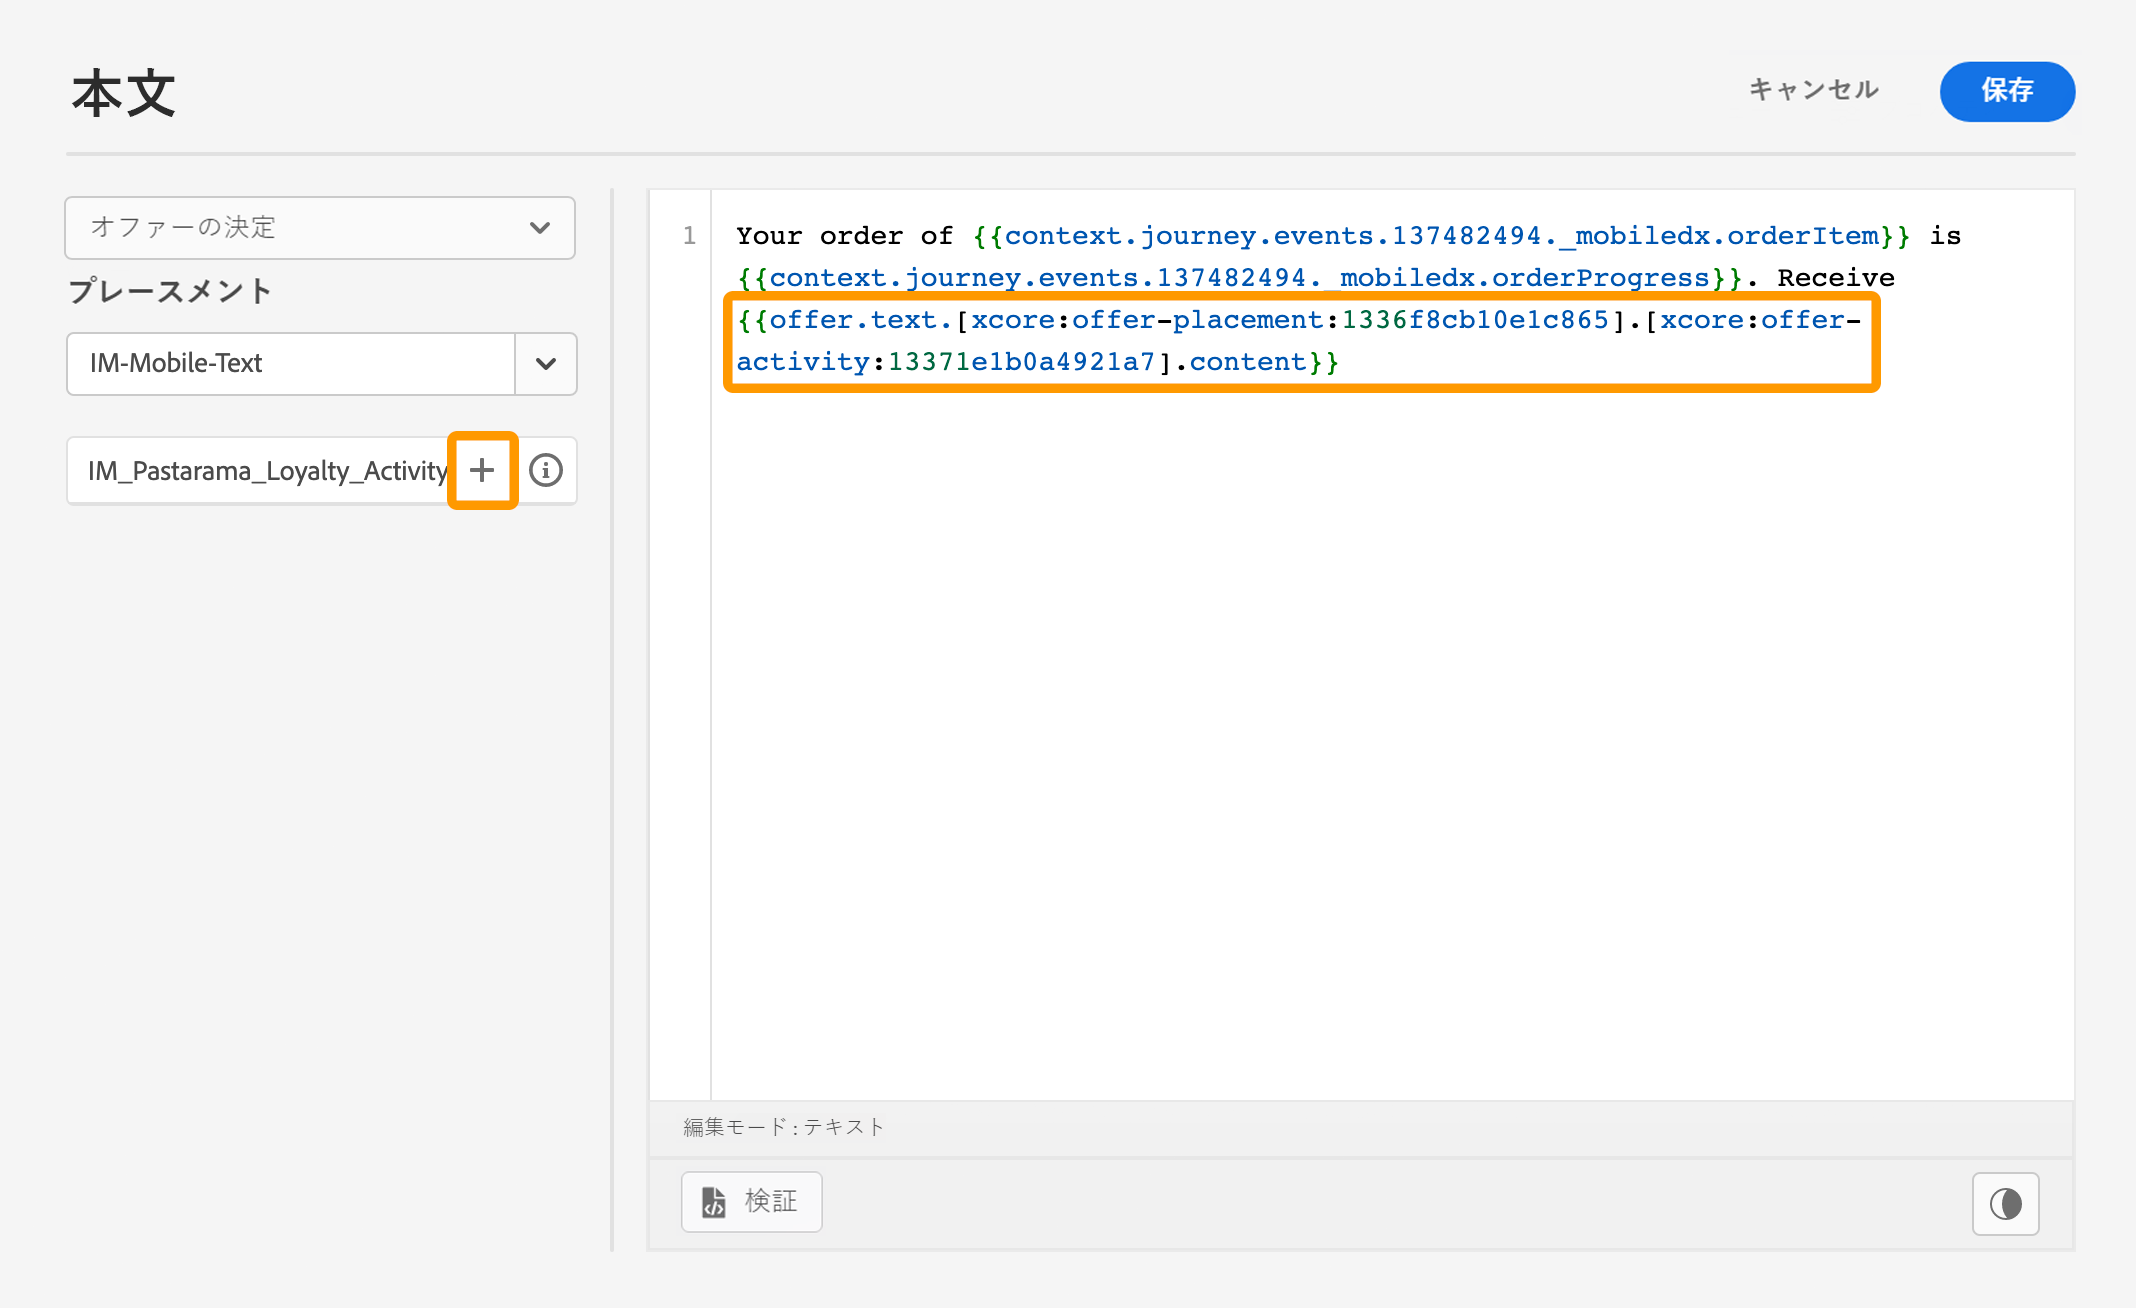 本文
キャンセル
保存
オファーの決定
プレースメント
IM-Mobile-Text
IM_Pastarama_Loyalty_Activity
1
Your order of {{context.journey.events.137482494._mobiledx.orderItem}} is
{{context.journey.events.137482494._mobiledx.orderProgress}}. Receive
{{offer.text.[xcore:offer-placement:1336f8cb10e1c865].[xcore:offer-
activity:13371e1b0a4921a7].content}}
編集モード : テキスト
検証